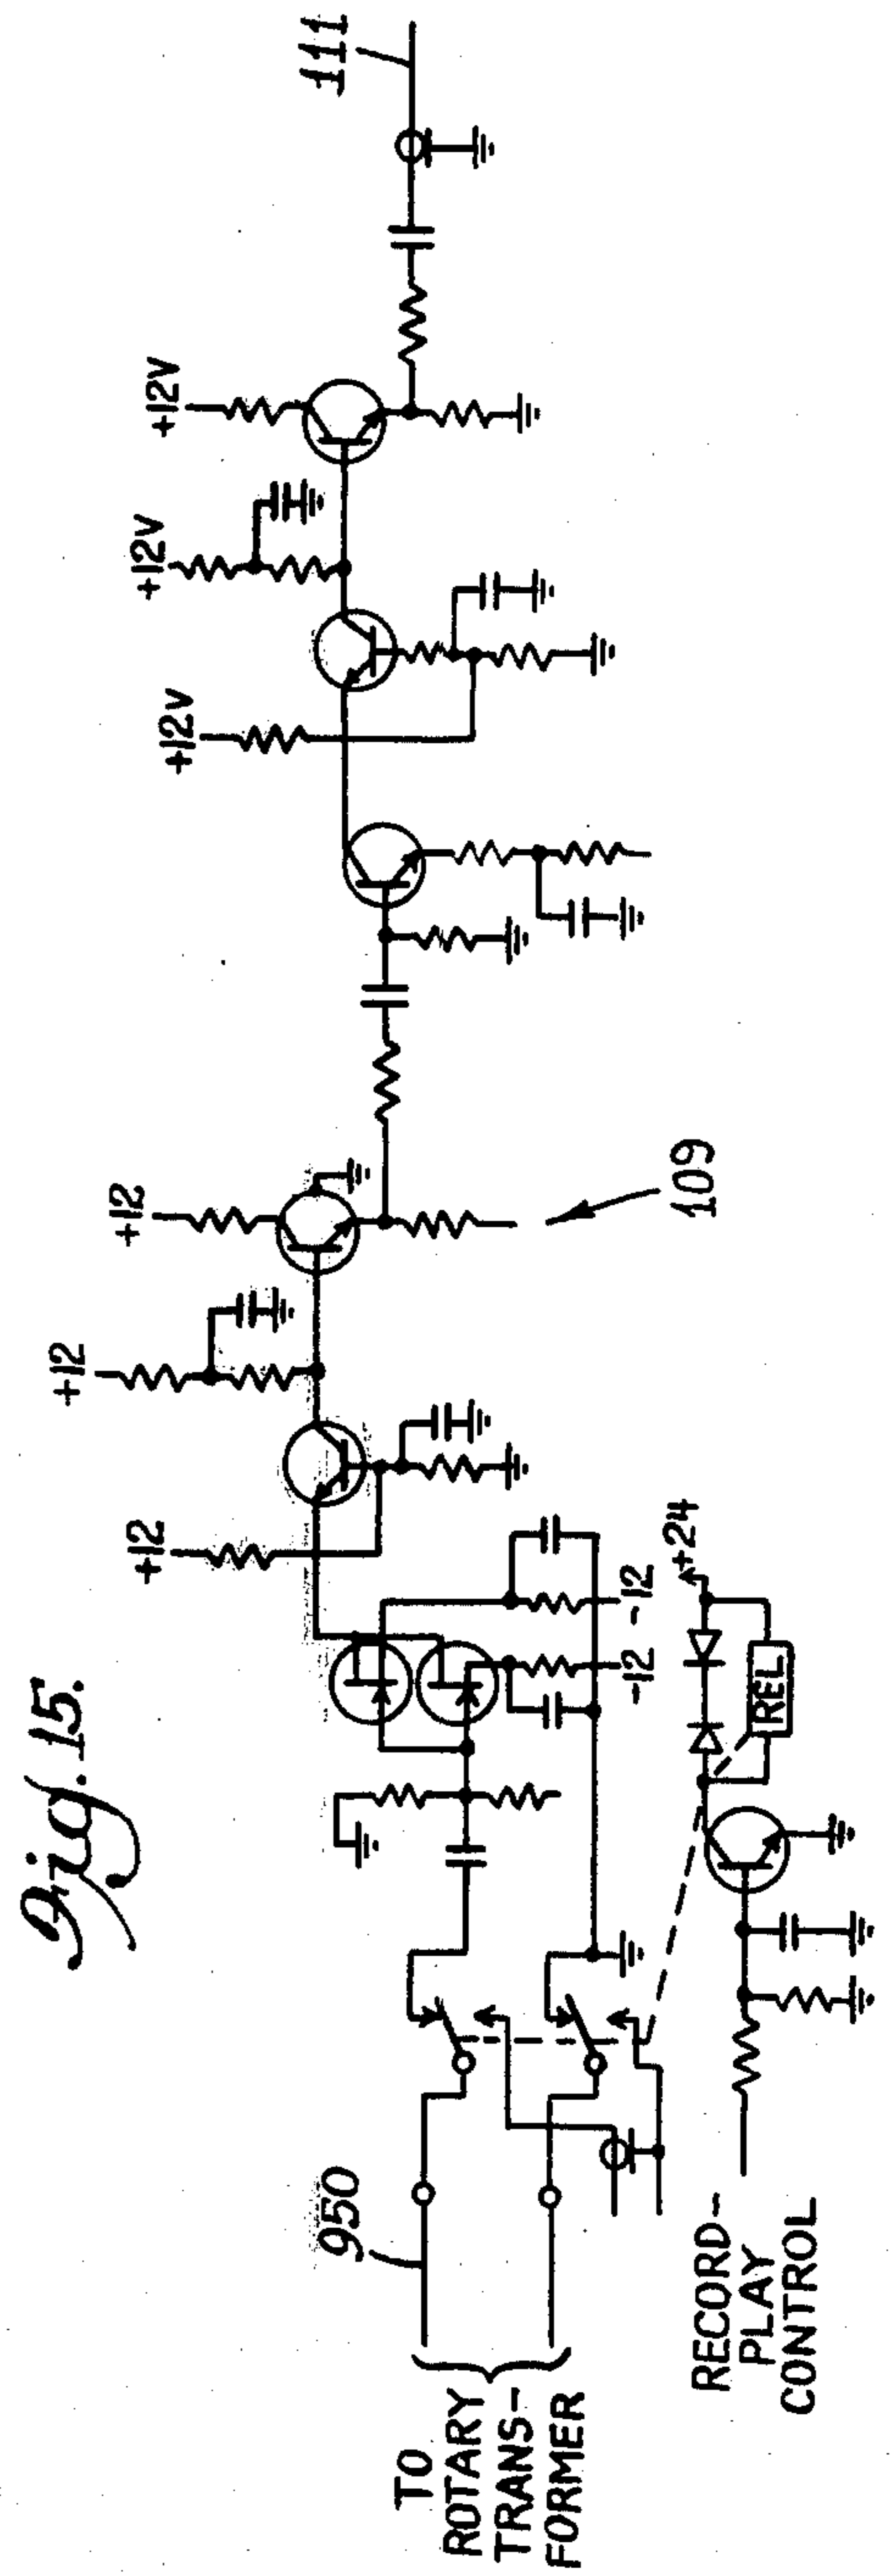 Fig. 15.
+12
+12
+12
+12V
+12V
+12V
111
109
-12
-12
+24
REL
950
TO
ROTARY
TRANS-
FORMER
RECORD-
PLAY
CONTROL